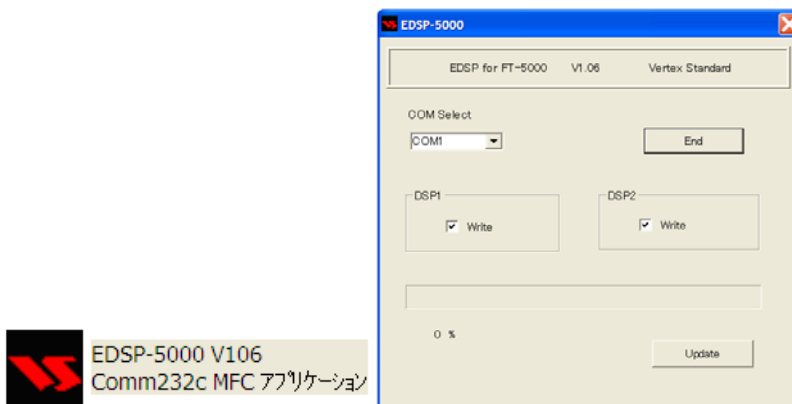 EDSP-5000
EDSP for FT-5000 V1.06 Vertex Standard
COM Select
COM1
End
DSP1
DSP2
Write
Write
0 %
Update
EDSP-5000 V106
Comm232c MFC アプリケーション